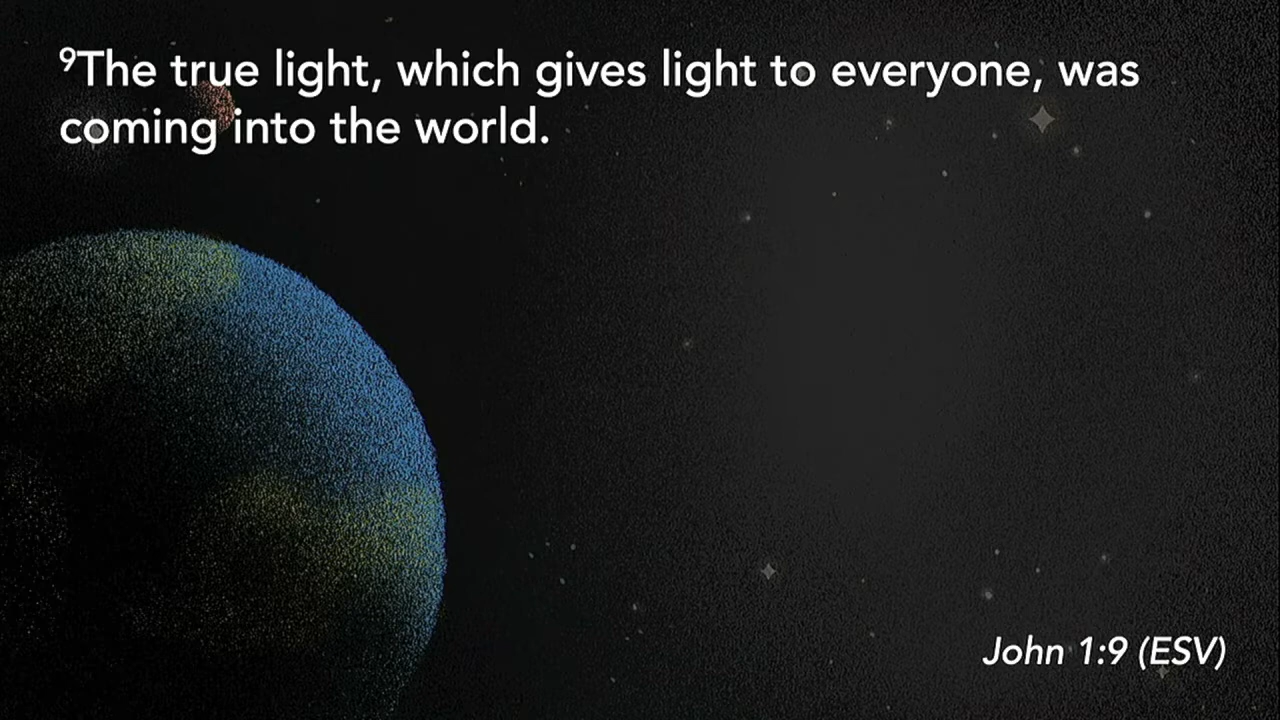 ⁹The true light, which gives light to everyone, was
coming into the world.
John 1:9 (ESV)